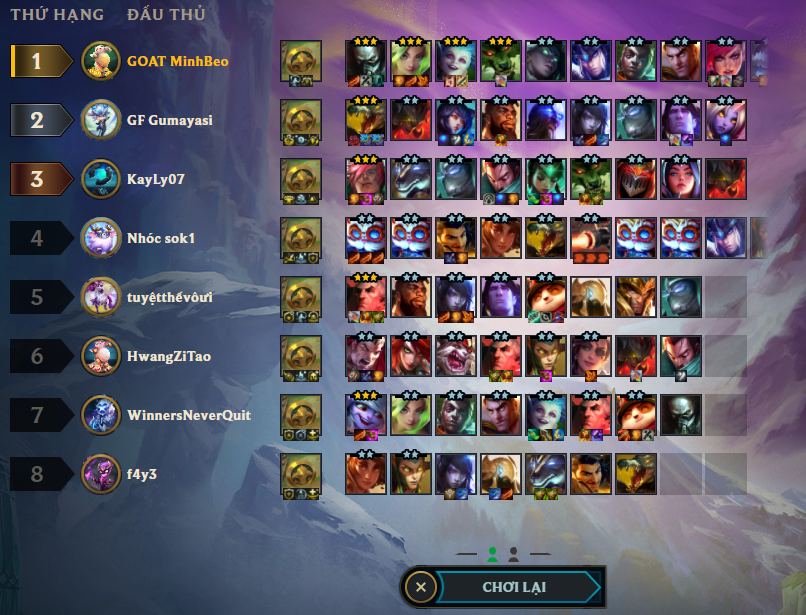 THỨ HẠNG ĐẤU THỦ
1 GOAT MinhBeo
2 GF Gumayasi
3 KayLy07
4 Nhóc sok1
5 tuyệtthếvôưi
6 HwangZiTao
7 WinnersNeverQuit
8 f4y3
CHƠI LẠI